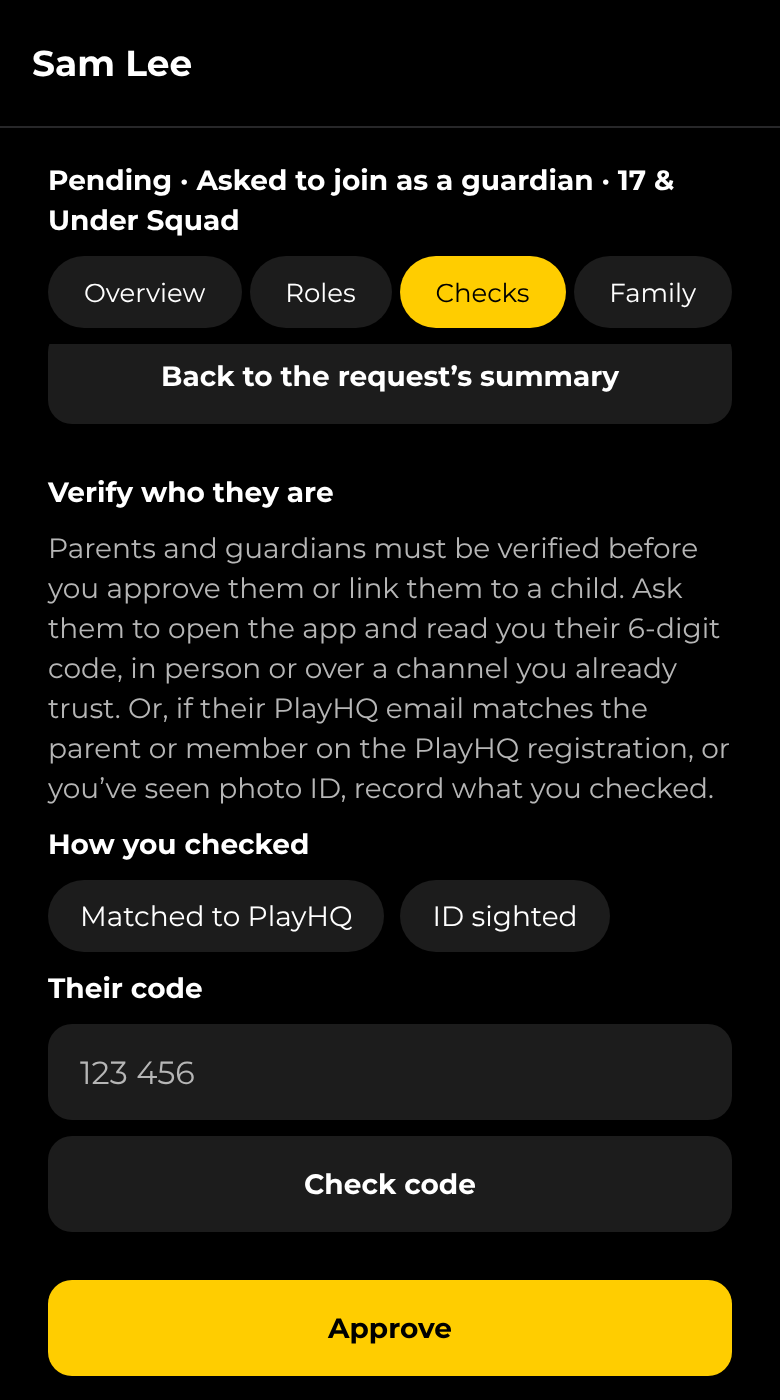 Sam Lee
Pending · Asked to join as a guardian · 17 &
Under Squad
Overview
Roles
Checks
Family
Back to the request’s summary
Verify who they are
Parents and guardians must be verified before
you approve them or link them to a child. Ask
them to open the app and read you their 6-digit
code, in person or over a channel you already
trust. Or, if their PlayHQ email matches the
parent or member on the PlayHQ registration, or
you’ve seen photo ID, record what you checked.
How you checked
Matched to PlayHQ
ID sighted
Their code
123 456
Check code
Approve